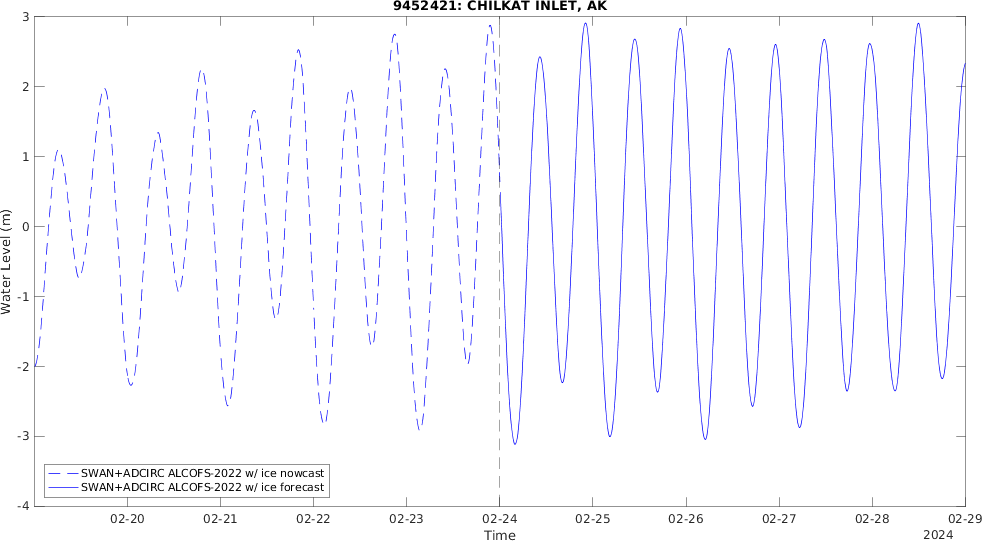 9452421: CHILKAT INLET, AK
3
2
1
0
-1
-2
-3
-4
Water Level (m)
SWAN+ADCIRC ALCOFS-2022 w/ ice nowcast
SWAN+ADCIRC ALCOFS-2022 w/ ice forecast
02-20 02-21 02-22 02-23 02-24 02-25 02-26 02-27 02-28 02-29
Time
2024